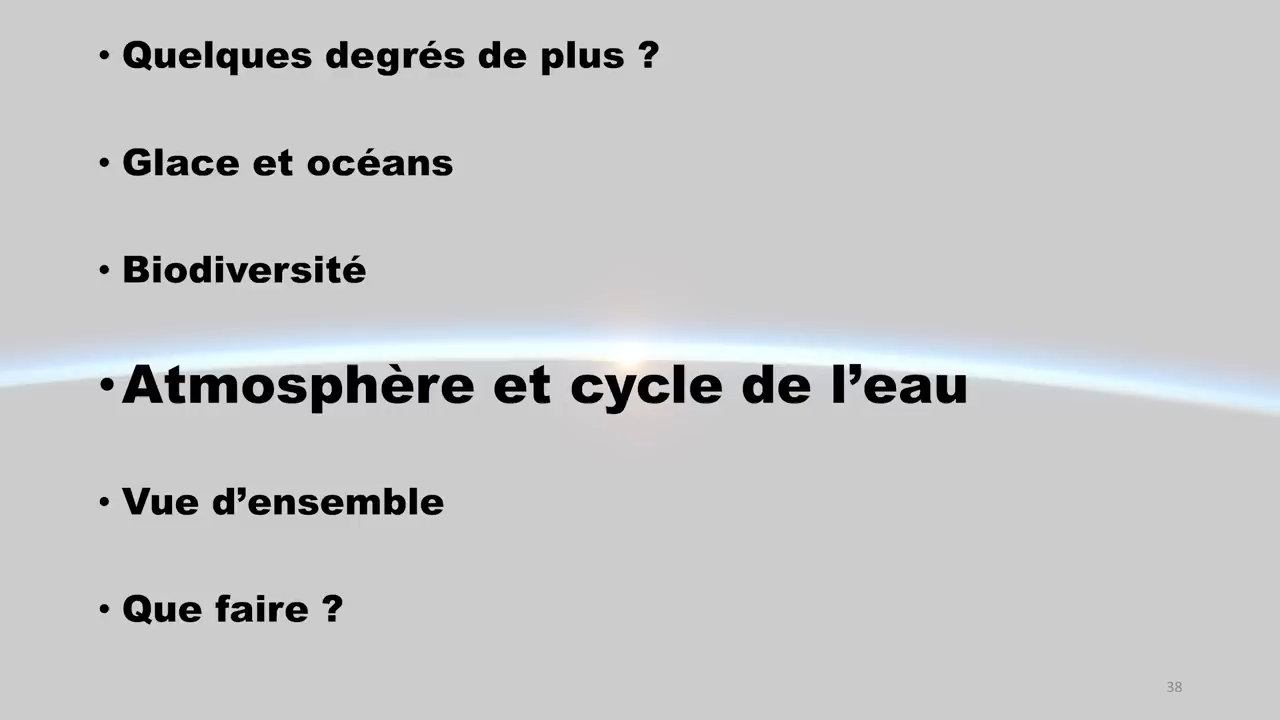 • Quelques degrés de plus ?
• Glace et océans
• Biodiversité
• Atmosphère et cycle de l’eau
• Vue d’ensemble
• Que faire ?
38